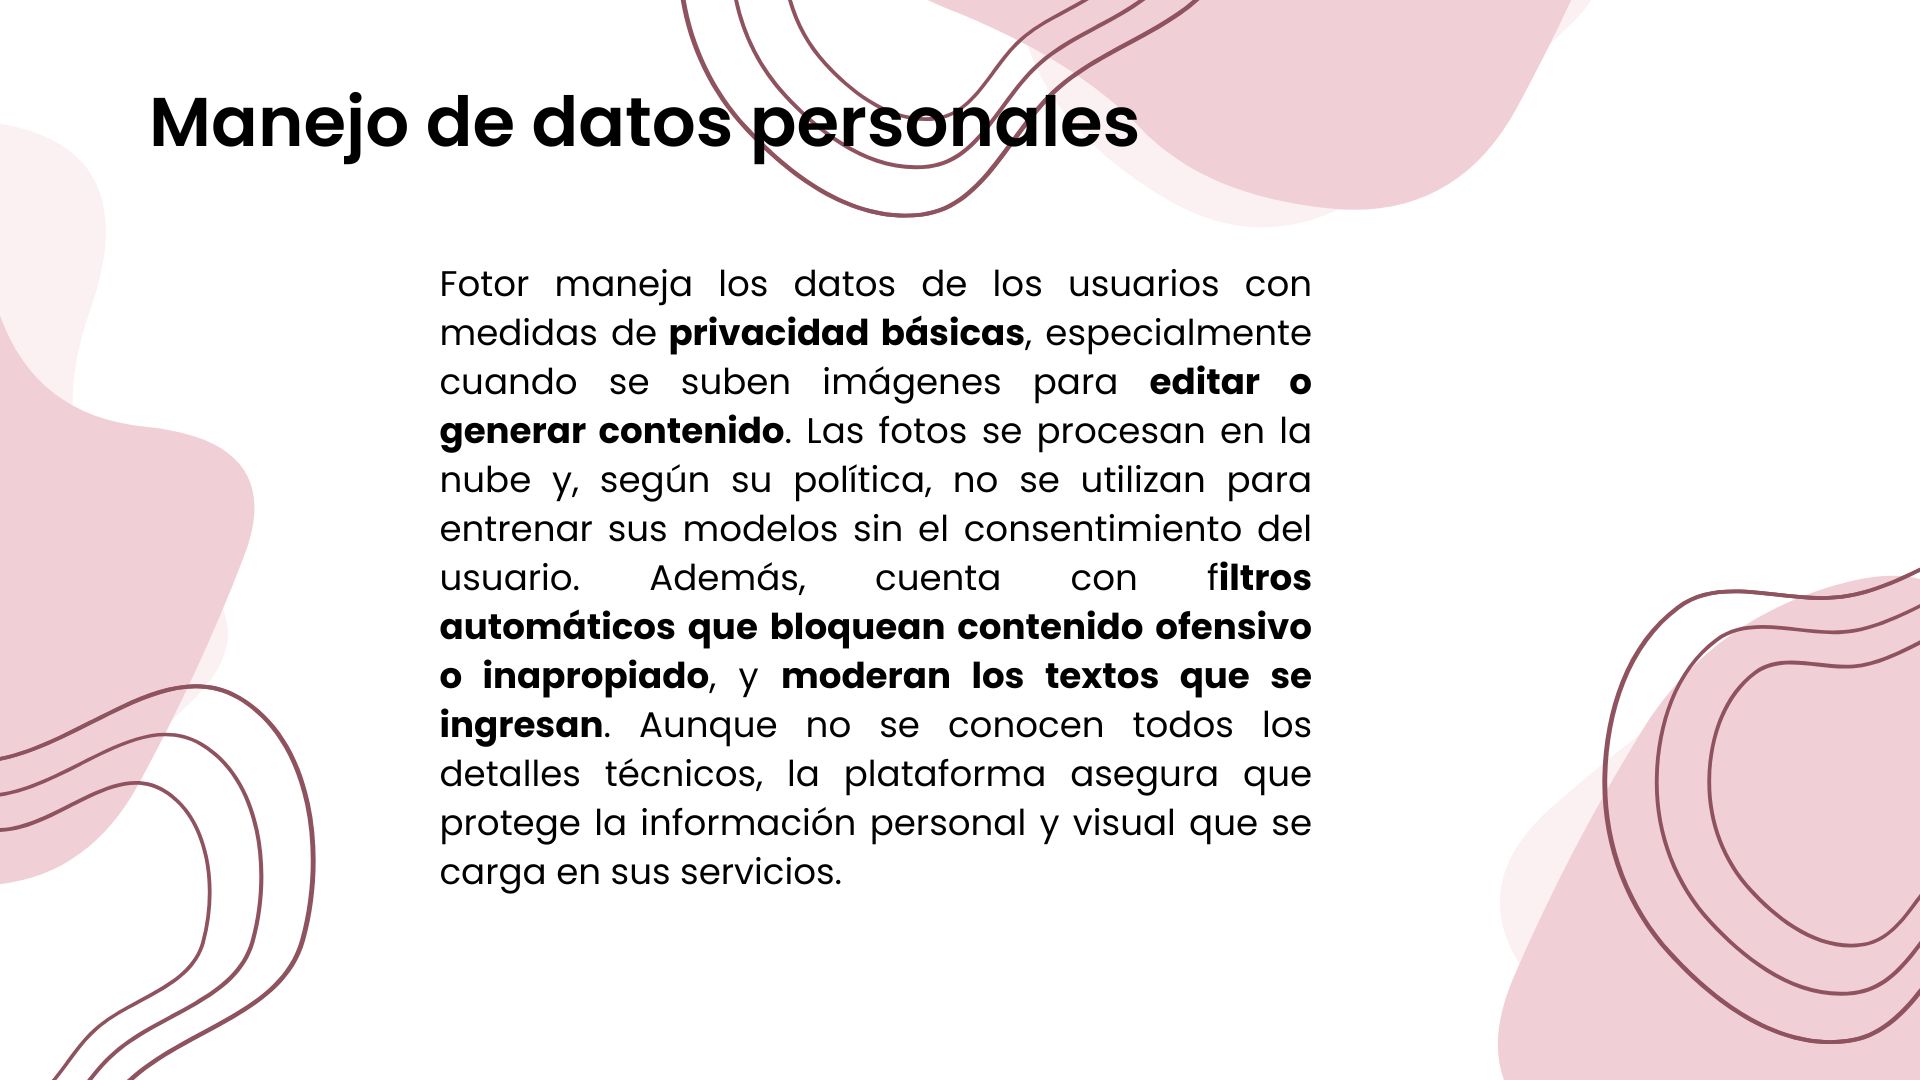 Manejo de datos personales
Fotor maneja los datos de los usuarios con
medidas de privacidad básicas, especialmente
cuando se suben imágenes para editar o
generar contenido. Las fotos se procesan en la
nube y, según su política, no se utilizan para
entrenar sus modelos sin el consentimiento del
usuario. Además, cuenta con filtros
automáticos que bloquean contenido ofensivo
o inapropiado, y moderan los textos que se
ingresan. Aunque no se conocen todos los
detalles técnicos, la plataforma asegura que
protege la información personal y visual que se
carga en sus servicios.